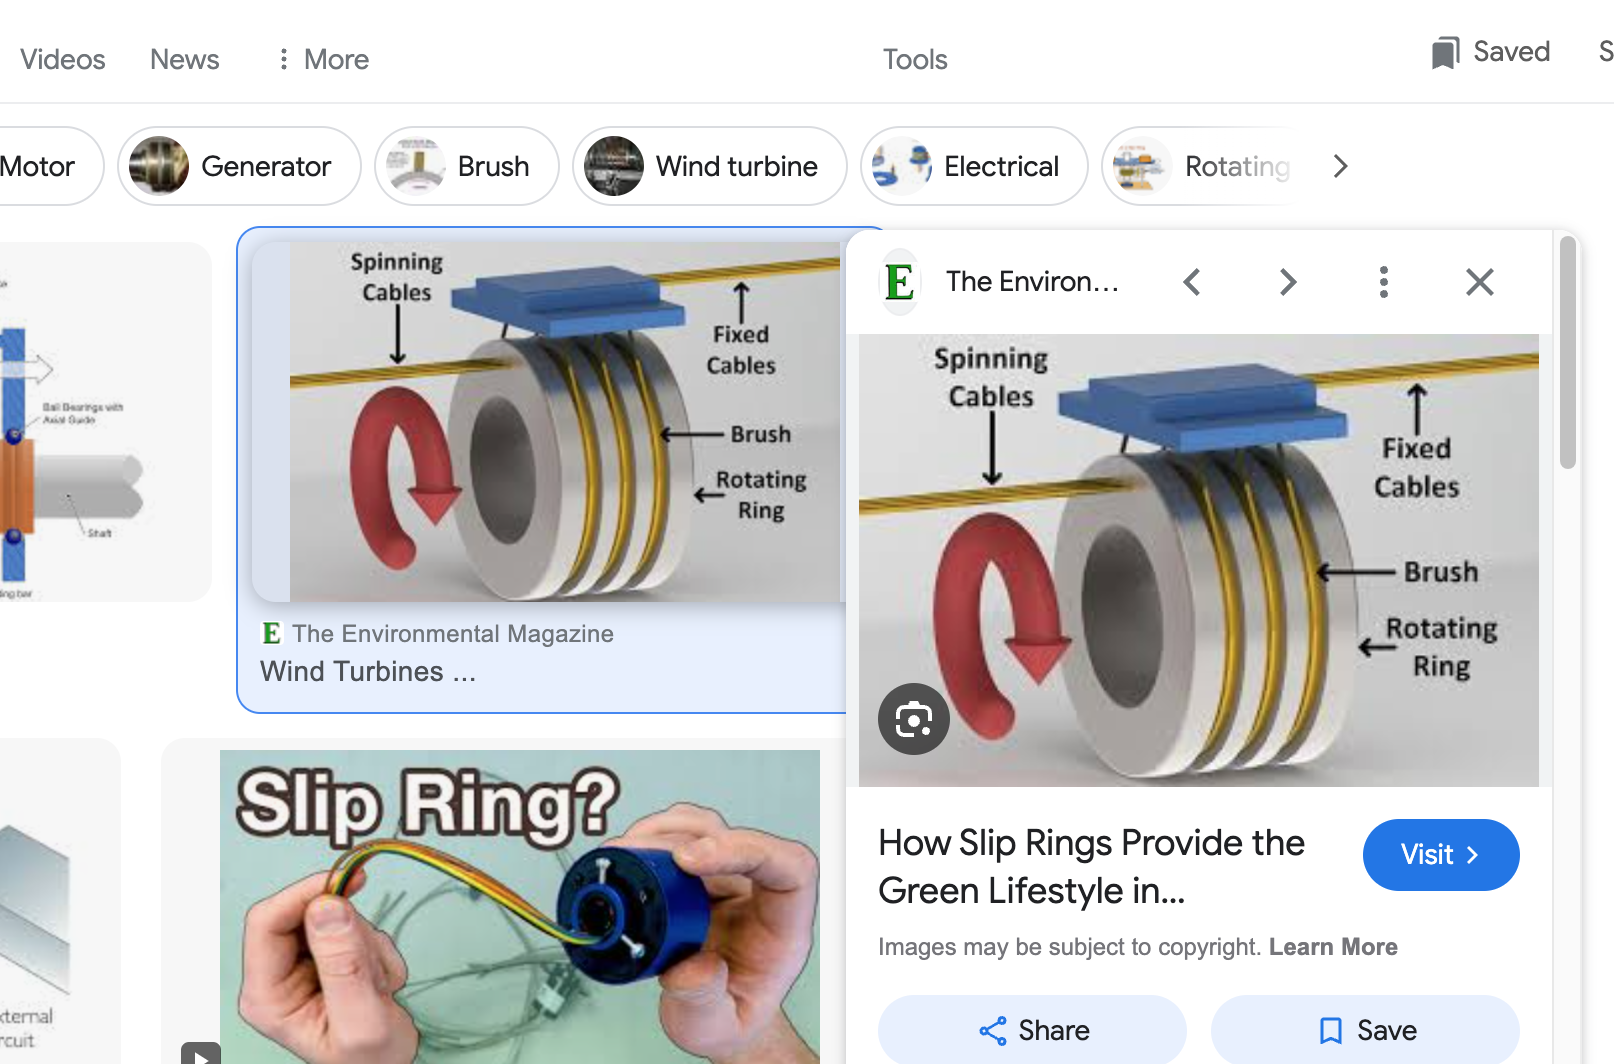 Videos
News
More
Tools
Saved
S
Motor
Generator
Brush
Wind turbine
Electrical
Rotating
Ball Bearings with
Axial Guide
Shaft
Spinning
Cables
Fixed
Cables
Brush
Rotating
Ring
E The Environmental Magazine
Wind Turbines ...
xternal
rcuit
Slip Ring?
E
The Environ...
Spinning
Cables
Fixed
Cables
Brush
Rotating
Ring
How Slip Rings Provide the
Green Lifestyle in...
Visit
Images may be subject to copyright. Learn More
Share
Save